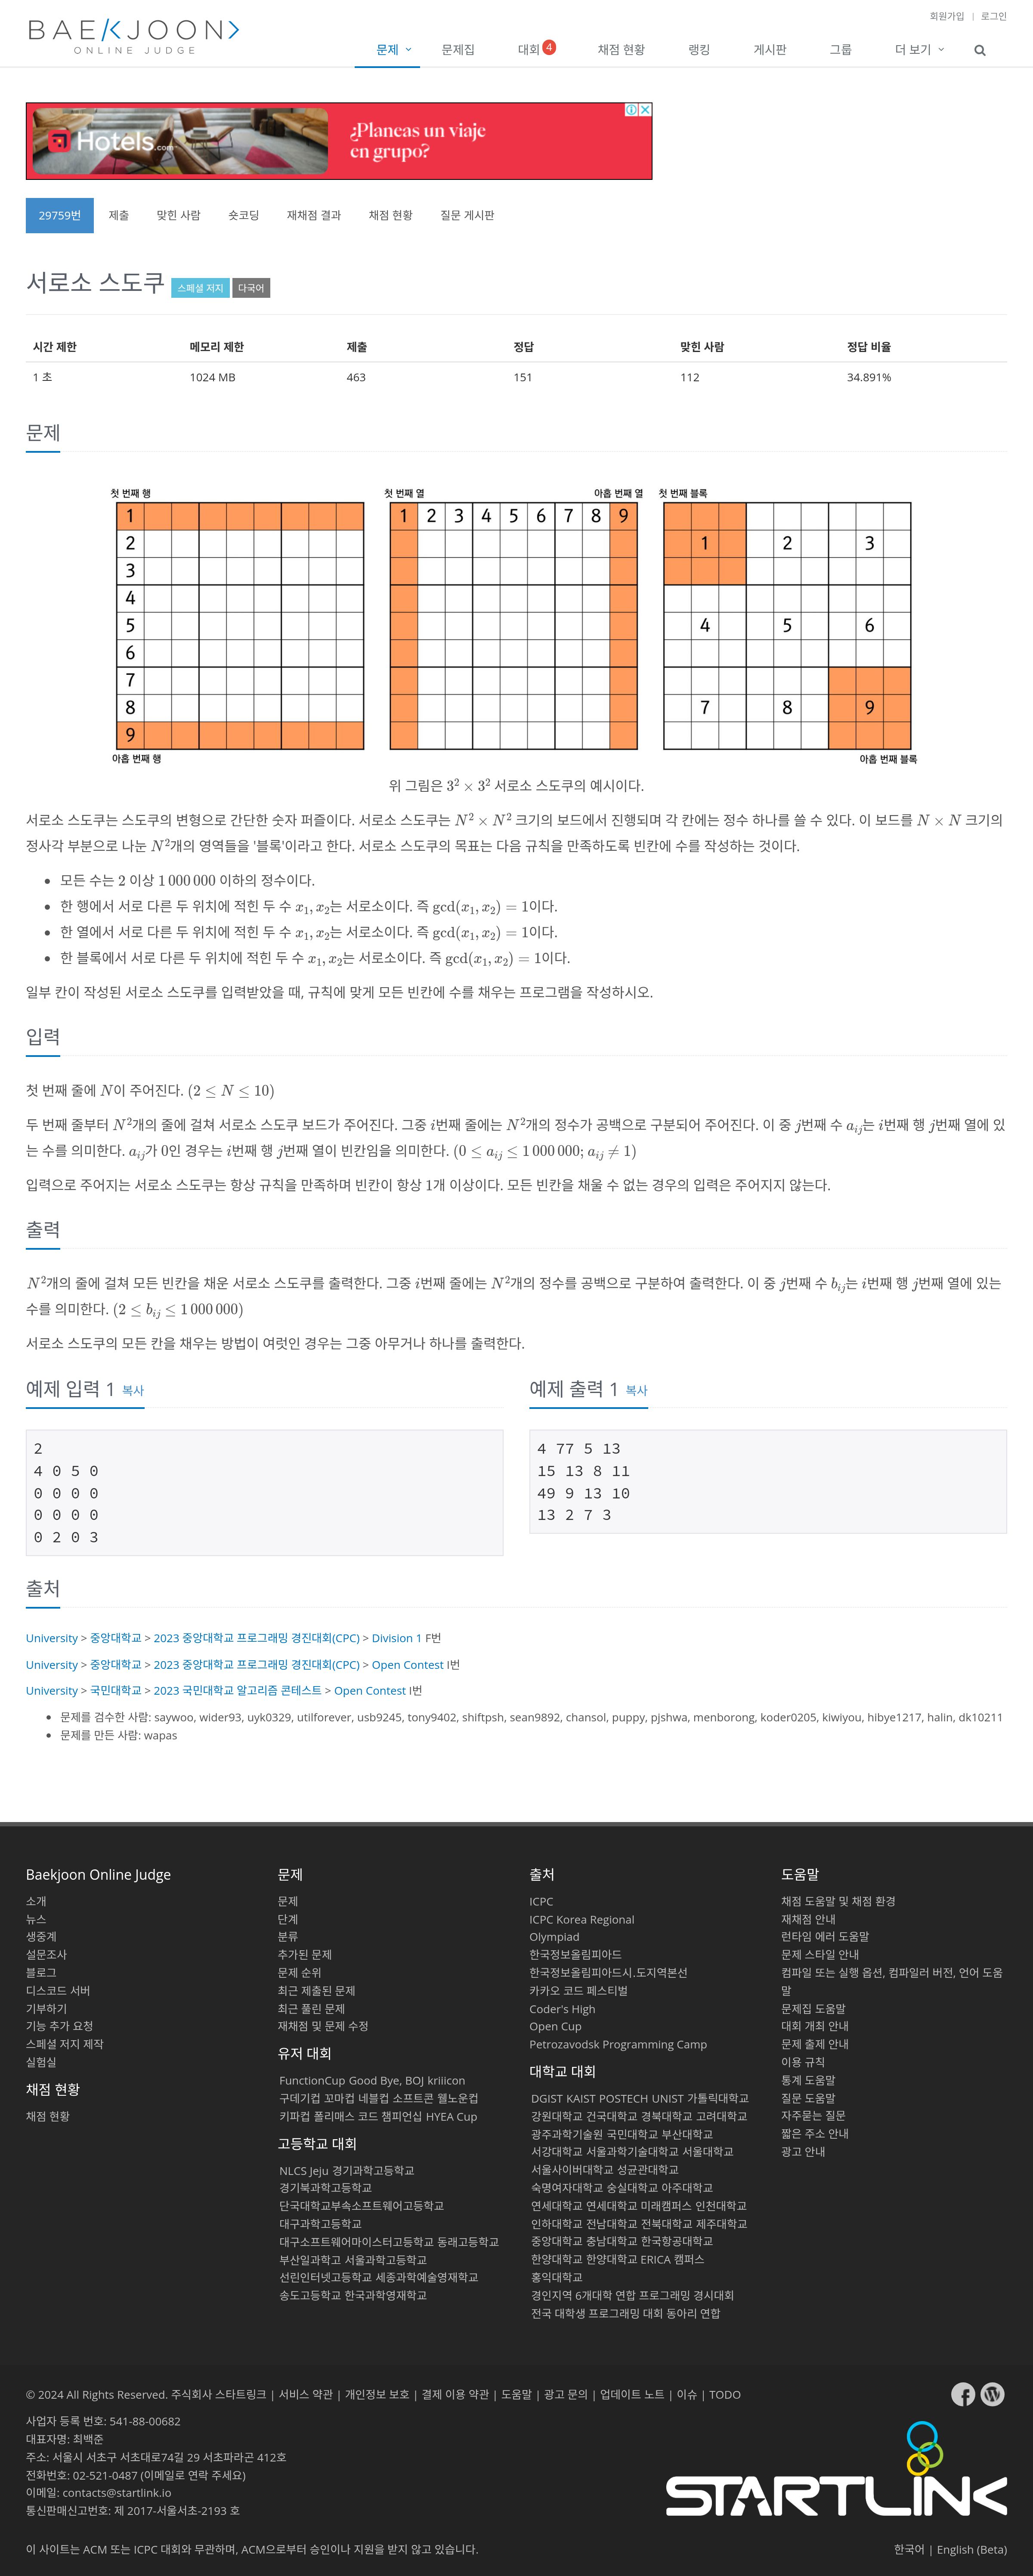 회원가입 | 로그인
BAEKJOON>
ONLINE JUDGE
문제 문제집 대회 4 채점 현황 랭킹 게시판 그룹 더 보기
Hotels.com
¿Planeas un viaje
en grupo?
29759번 제출 맞힌 사람 숏코딩 재채점 결과 채점 현황 질문 게시판
서로소 스도쿠 스페셜 저지 다국어
시간 제한 메모리 제한 제출 정답 맞힌 사람 정답 비율
1 초 1024 MB 463 151 112 34.891%
문제
첫 번째 행 첫 번째 열 아홉 번째 열 첫 번째 블록
1 1 2 3 4 5 6 7 8 9
2 1 2 3
3
4
5 4 5 6
6
7
8 7 8 9
9
아홉 번째 행 아홉 번째 블록
위 그림은 3² × 3² 서로소 스도쿠의 예시이다.
서로소 스도쿠는 스도쿠의 변형으로 간단한 숫자 퍼즐이다. 서로소 스도쿠는 N² × N² 크기의 보드에서 진행되며 각 칸에는 정수 하나를 쓸 수 있다. 이 보드를 N × N 크기의
정사각 부분으로 나눈 N²개의 영역들을 '블록'이라고 한다. 서로소 스도쿠의 목표는 다음 규칙을 만족하도록 빈칸에 수를 작성하는 것이다.
• 모든 수는 2 이상 1 000 000 이하의 정수이다.
• 한 행에서 서로 다른 두 위치에 적힌 두 수 x₁, x₂는 서로소이다. 즉 gcd(x₁, x₂) = 1이다.
• 한 열에서 서로 다른 두 위치에 적힌 두 수 x₁, x₂는 서로소이다. 즉 gcd(x₁, x₂) = 1이다.
• 한 블록에서 서로 다른 두 위치에 적힌 두 수 x₁, x₂는 서로소이다. 즉 gcd(x₁, x₂) = 1이다.
일부 칸이 작성된 서로소 스도쿠를 입력받았을 때, 규칙에 맞게 모든 빈칸에 수를 채우는 프로그램을 작성하시오.
입력
첫 번째 줄에 N이 주어진다. (2 ≤ N ≤ 10)
두 번째 줄부터 N²개의 줄에 걸쳐 서로소 스도쿠 보드가 주어진다. 그중 i번째 줄에는 N²개의 정수가 공백으로 구분되어 주어진다. 이 중 j번째 수 aᵢⱼ는 i번째 행 j번째 열에 있
는 수를 의미한다. aᵢⱼ가 0인 경우는 i번째 행 j번째 열이 빈칸임을 의미한다. (0 ≤ aᵢⱼ ≤ 1 000 000; aᵢⱼ ≠ 1)
입력으로 주어지는 서로소 스도쿠는 항상 규칙을 만족하며 빈칸이 항상 1개 이상이다. 모든 빈칸을 채울 수 없는 경우의 입력은 주어지지 않는다.
출력
N²개의 줄에 걸쳐 모든 빈칸을 채운 서로소 스도쿠를 출력한다. 그중 i번째 줄에는 N²개의 정수를 공백으로 구분하여 출력한다. 이 중 j번째 수 bᵢⱼ는 i번째 행 j번째 열에 있는
수를 의미한다. (2 ≤ bᵢⱼ ≤ 1 000 000)
서로소 스도쿠의 모든 칸을 채우는 방법이 여럿인 경우는 그중 아무거나 하나를 출력한다.
예제 입력 1 복사
2
4 0 5 0
0 0 0 0
0 0 0 0
0 2 0 3
예제 출력 1 복사
4 77 5 13
15 13 8 11
49 9 13 10
13 2 7 3
출처
University > 중앙대학교 > 2023 중앙대학교 프로그래밍 경진대회(CPC) > Division 1 F번
University > 중앙대학교 > 2023 중앙대학교 프로그래밍 경진대회(CPC) > Open Contest I번
University > 국민대학교 > 2023 국민대학교 알고리즘 콘테스트 > Open Contest I번
• 문제를 검수한 사람: saywoo, wider93, uyk0329, utilforever, usb9245, tony9402, shiftpsh, sean9892, chansol, puppy, pjshwa, menborong, koder0205, kiwiyou, hibye1217, halin, dk10211
• 문제를 만든 사람: wapas
Baekjoon Online Judge
소개
뉴스
생중계
설문조사
블로그
디스코드 서버
기부하기
기능 추가 요청
스페셜 저지 제작
실험실
채점 현황
채점 현황
문제
문제
단계
분류
추가된 문제
문제 순위
최근 제출된 문제
최근 풀린 문제
재채점 및 문제 수정
유저 대회
FunctionCup Good Bye, BOJ kriiicon
구데기컵 꼬마컵 네블컵 소프트콘 웰노운컵
키파컵 폴리매스 코드 챔피언십 HYEA Cup
고등학교 대회
NLCS Jeju 경기과학고등학교
경기북과학고등학교
단국대학교부속소프트웨어고등학교
대구과학고등학교
대구소프트웨어마이스터고등학교 동래고등학교
부산일과학고 서울과학고등학교
선린인터넷고등학교 세종과학예술영재학교
송도고등학교 한국과학영재학교
출처
ICPC
ICPC Korea Regional
Olympiad
한국정보올림피아드
한국정보올림피아드시.도지역본선
카카오 코드 페스티벌
Coder's High
Open Cup
Petrozavodsk Programming Camp
대학교 대회
DGIST KAIST POSTECH UNIST 가톨릭대학교
강원대학교 건국대학교 경북대학교 고려대학교
광주과학기술원 국민대학교 부산대학교
서강대학교 서울과학기술대학교 서울대학교
서울사이버대학교 성균관대학교
숙명여자대학교 숭실대학교 아주대학교
연세대학교 연세대학교 미래캠퍼스 인천대학교
인하대학교 전남대학교 전북대학교 제주대학교
중앙대학교 충남대학교 한국항공대학교
한양대학교 한양대학교 ERICA 캠퍼스
홍익대학교
경인지역 6개대학 연합 프로그래밍 경시대회
전국 대학생 프로그래밍 대회 동아리 연합
도움말
채점 도움말 및 채점 환경
재채점 안내
런타임 에러 도움말
문제 스타일 안내
컴파일 또는 실행 옵션, 컴파일러 버전, 언어 도움
말
문제집 도움말
대회 개최 안내
문제 출제 안내
이용 규칙
통계 도움말
질문 도움말
자주묻는 질문
짧은 주소 안내
광고 안내
© 2024 All Rights Reserved. 주식회사 스타트링크 | 서비스 약관 | 개인정보 보호 | 결제 이용 약관 | 도움말 | 광고 문의 | 업데이트 노트 | 이슈 | TODO
사업자 등록 번호: 541-88-00682
대표자명: 최백준
주소: 서울시 서초구 서초대로74길 29 서초파라곤 412호
전화번호: 02-521-0487 (이메일로 연락 주세요)
이메일: contacts@startlink.io
통신판매신고번호: 제 2017-서울서초-2193 호
STARTLINK
이 사이트는 ACM 또는 ICPC 대회와 무관하며, ACM으로부터 승인이나 지원을 받지 않고 있습니다.
한국어 | English (Beta)